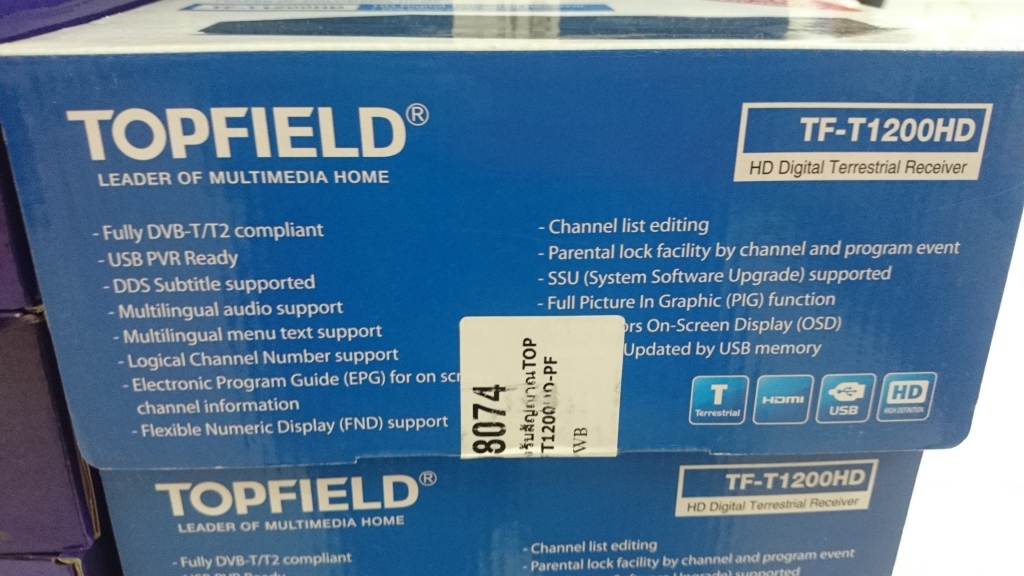 TOPFIELD®
LEADER OF MULTIMEDIA HOME
TF-T1200HD
HD Digital Terrestrial Receiver
- Fully DVB-T/T2 compliant
- USB PVR Ready
- DDS Subtitle supported
- Multilingual audio support
- Multilingual menu text support
- Logical Channel Number support
- Electronic Program Guide (EPG) for on
channel information
- Flexible Numeric Display (FND) support
- Channel list editing
- Parental lock facility by channel and program event
- SSU (System Software Upgrade) supported
- Full Picture In Graphic (PIG) function
On-Screen Display (OSD)
Updated by USB memory
T
Terrestrial
HDMI
USB
HD
HIGH DEFINITION
8074
TOP
WB
TOPFIELD®
LEADER OF MULTIMEDIA HOME
TF-T1200HD
HD Digital Terrestrial Receiver
- Fully DVB-T/T2 compliant
- Channel list editing
- Parental lock facility by channel and program event